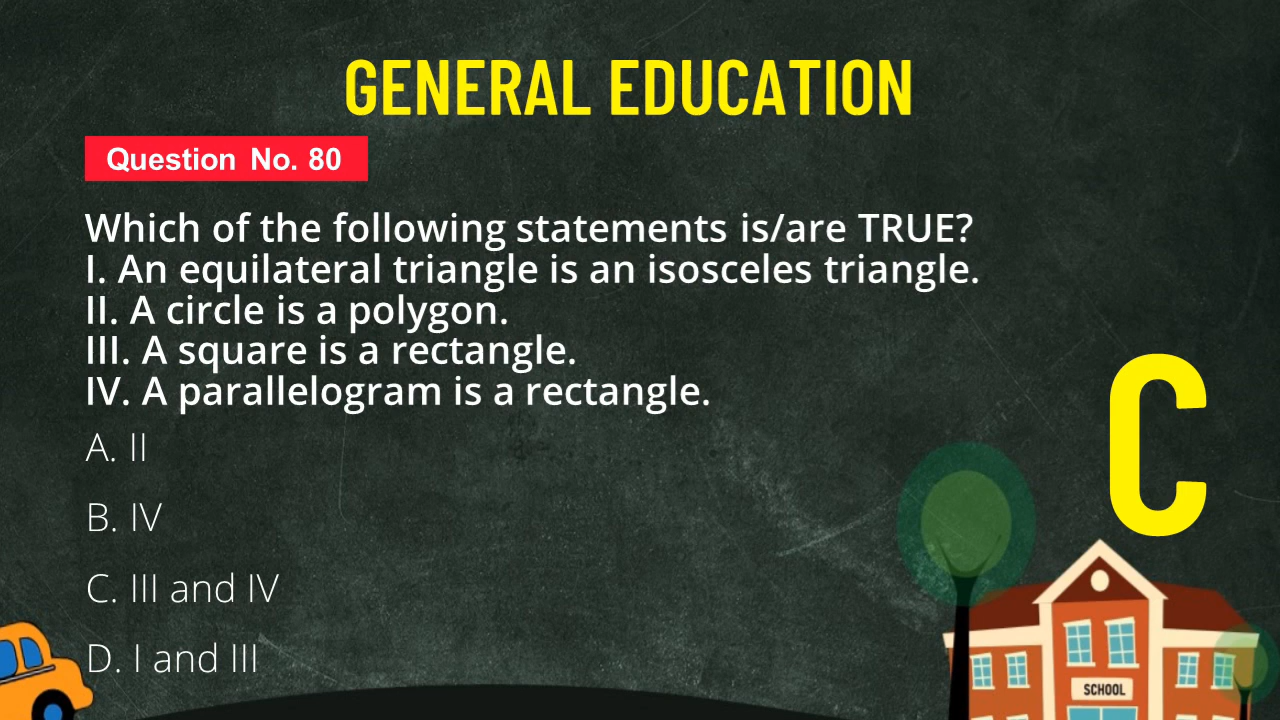 GENERAL EDUCATION
Question No. 80
Which of the following statements is/are TRUE?
I. An equilateral triangle is an isosceles triangle.
II. A circle is a polygon.
III. A square is a rectangle.
IV. A parallelogram is a rectangle.
A. II
B. IV
C. III and IV
D. I and III
C
SCHOOL